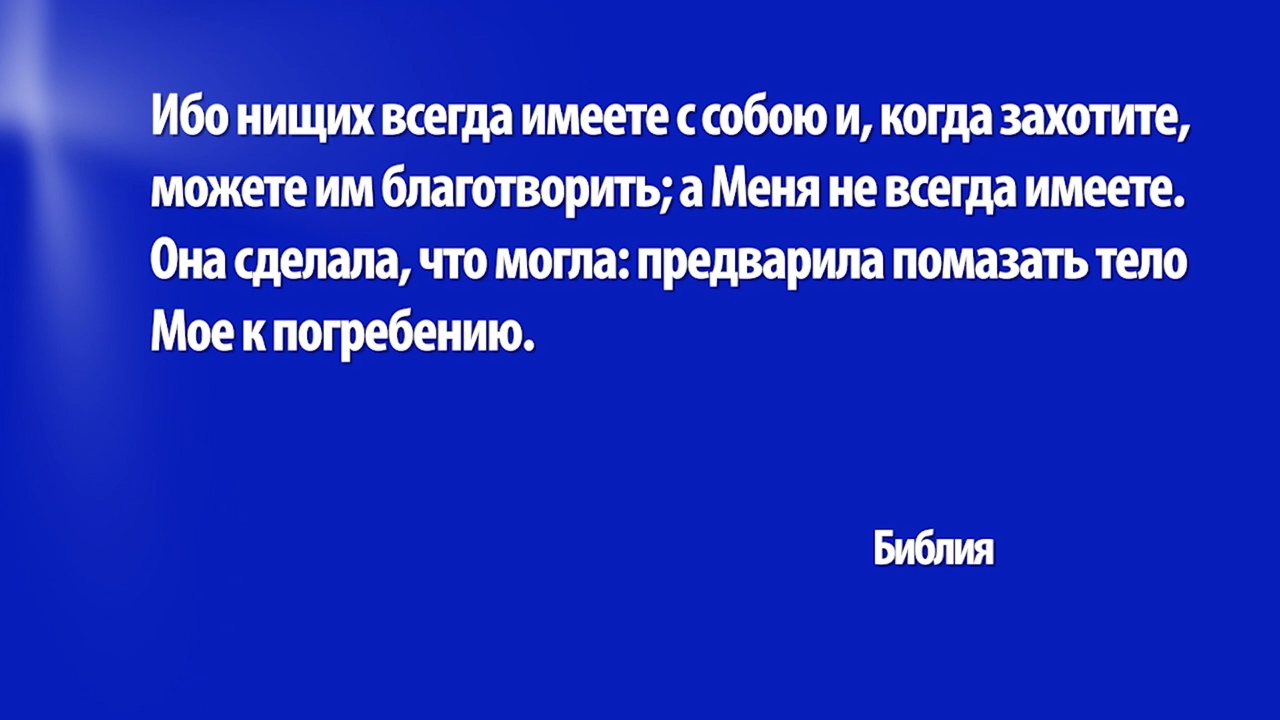 Ибо нищих всегда имеете с собою и, когда захотите,
можете им благотворить; а Меня не всегда имеете.
Она сделала, что могла: предварила помазать тело
Мое к погребению.
Библия